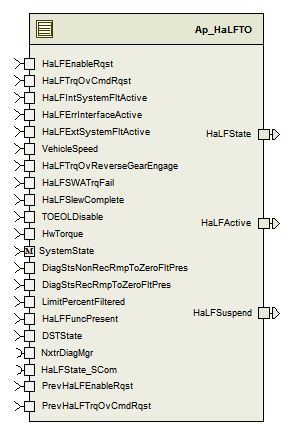 Ap_HaLFTO
HaLFEnableRqst
HaLFTrqOvCmdRqst
HaLFIntSystemFltActive
HaLFErrInterfaceActive
HaLFExtSystemFltActive
VehicleSpeed
HaLFTrqOvReverseGearEngage
HaLFSWATrqFail
HaLFSlewComplete
TOEOLDisable
HwTorque
M SystemState
DiagStsNonRecRmpToZeroFltPres
DiagStsRecRmpToZeroFltPres
LimitPercentFiltered
HaLFFuncPresent
DSTState
NxtrDiagMgr
HaLFState_SCom
PrevHaLFEnableRqst
PrevHaLFTrqOvCmdRqst
HaLFState
HaLFActive
HaLFSuspend